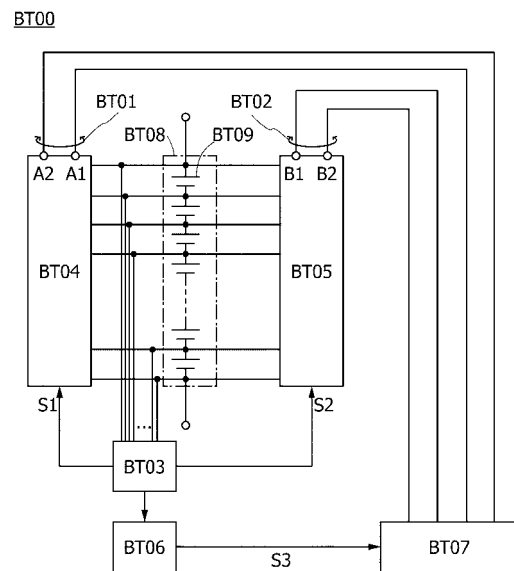 BT00
BT01
BT02
BT08
BT09
A2 A1
B1 B2
BT04
BT05
S1
S2
...
BT03
BT06
S3
BT07